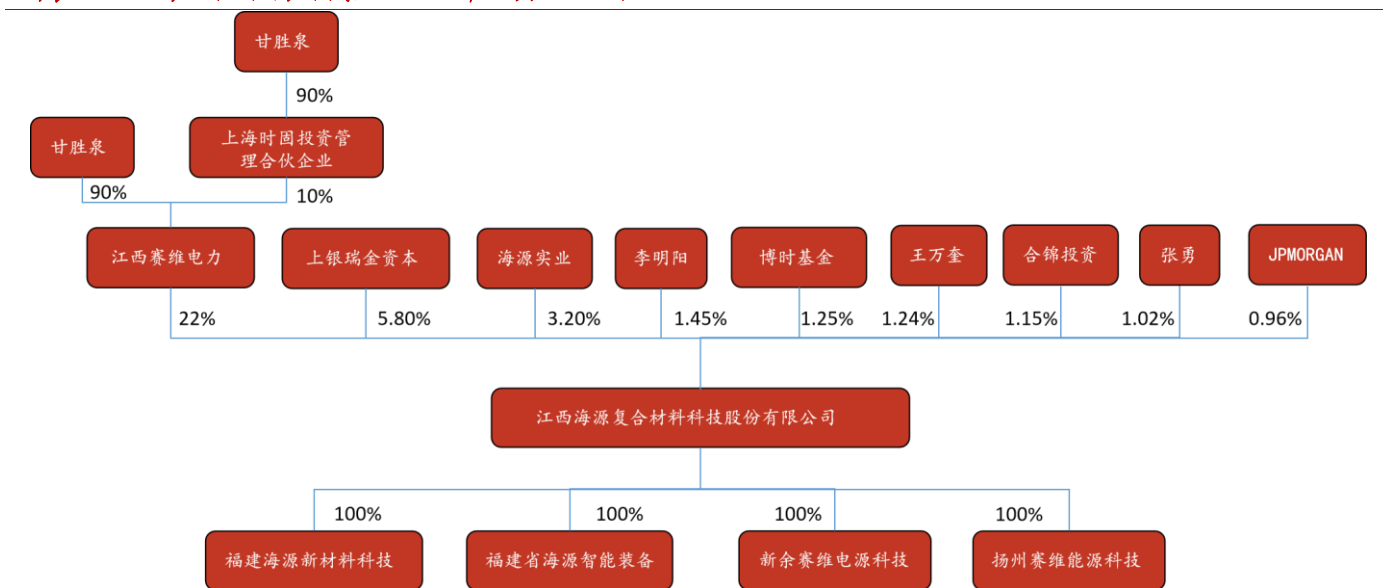 甘胜泉
90%
甘胜泉
上海时固投资管
理合伙企业
90%
10%
江西赛维电力
上银瑞金资本
海源实业
李明阳
博时基金
王万奎
合锦投资
张勇
JPMORGAN
22%
5.80%
3.20%
1.45%
1.25%
1.24%
1.15%
1.02%
0.96%
江西海源复合材料科技股份有限公司
100%
100%
100%
100%
福建海源新材料科技
福建省海源智能装备
新余赛维电源科技
扬州赛维能源科技